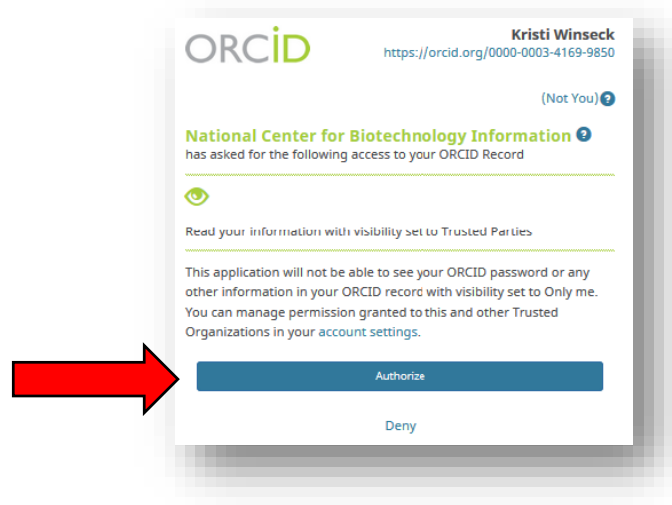 ORCiD
Kristi Winseck
https://orcid.org/0000-0003-4169-9850
(Not You)
National Center for Biotechnology Information
has asked for the following access to your ORCID Record
Read your information with visibility set to Trusted Parties
This application will not be able to see your ORCID password or any
other information in your ORCID record with visibility set to Only me.
You can manage permission granted to this and other Trusted
Organizations in your account settings.
Authorize
Deny